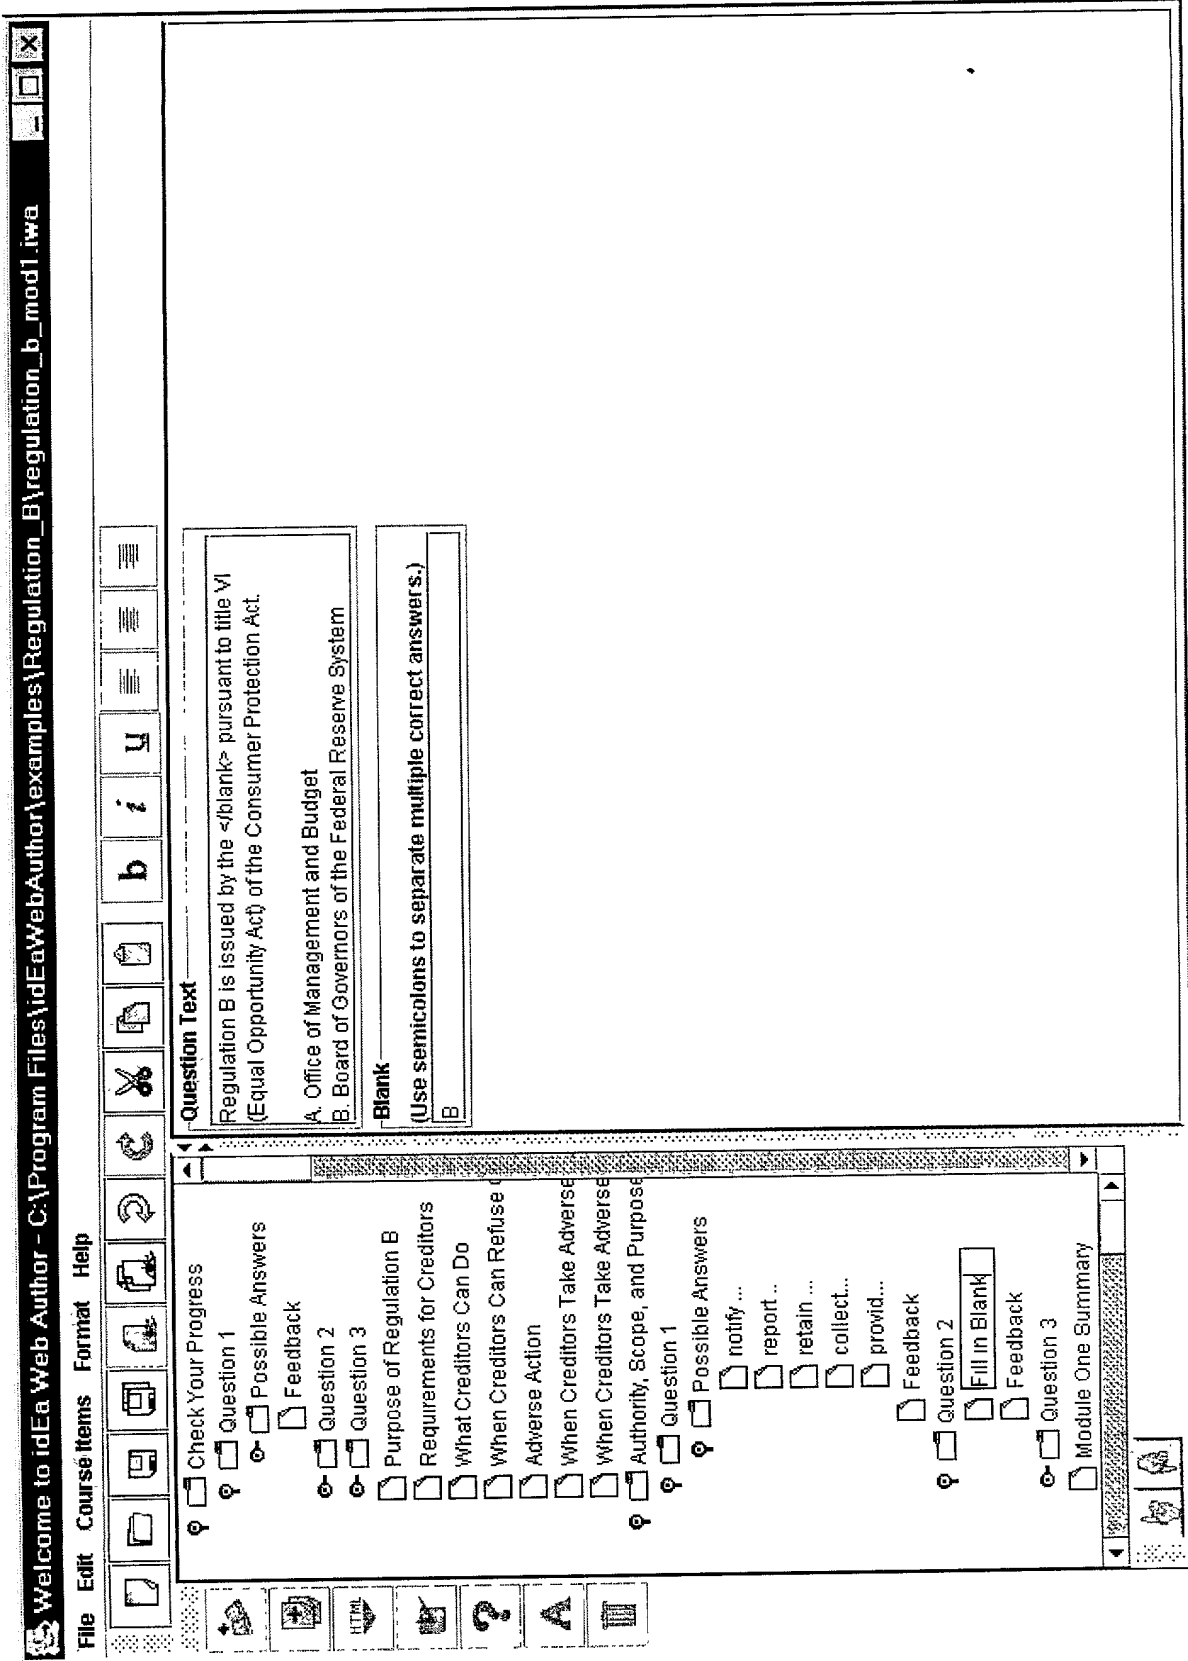 Welcome to idEa Web Author - C:\Program Files\idEaWebAuthor\examples\Regulation_B\regulation_b_mod1.iwa
File Edit Course Items Format Help
b i u
HTML
?
A
Check Your Progress
Question 1
Possible Answers
Feedback
Question 2
Question 3
Purpose of Regulation B
Requirements for Creditors
What Creditors Can Do
When Creditors Can Refuse c
Adverse Action
When Creditors Take Adverse
When Creditors Take Adverse
Authority, Scope, and Purpose
Question 1
Possible Answers
notify ...
report ..
retain ...
collect...
provid...
Feedback
Question 2
Fill in Blank
Feedback
Question 3
Module One Summary
Question Text
Regulation B is issued by the </blank> pursuant to title VI
(Equal Opportunity Act) of the Consumer Protection Act.
A. Office of Management and Budget
B. Board of Governors of the Federal Reserve System
Blank
(Use semicolons to separate multiple correct answers.)
B